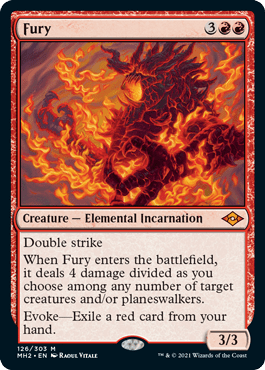 Fury 3
Creature — Elemental Incarnation
Double strike
When Fury enters the battlefield,
it deals 4 damage divided as you
choose among any number of target
creatures and/or planeswalkers.
Evoke—Exile a red card from your
hand.
3/3
126/303 M
MH2 • EN Raoul Vitale ™ & © 2021 Wizards of the Coast